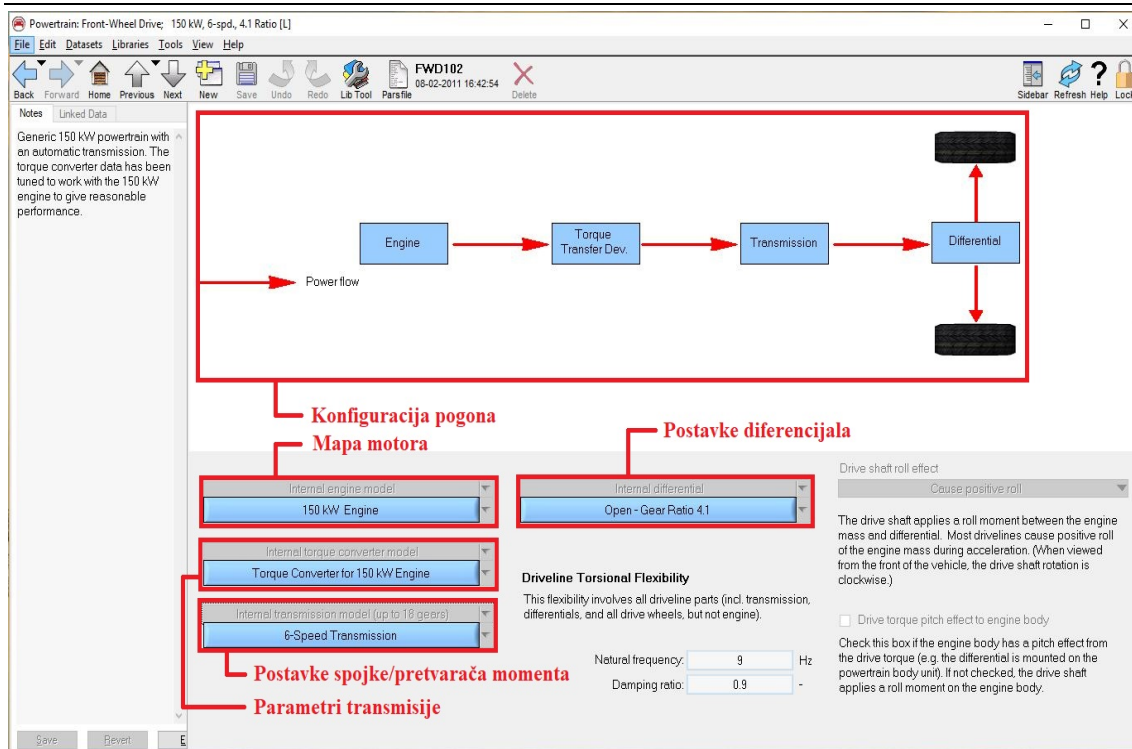 Powertrain: Front-Wheel Drive; 150 kW, 6-spd., 4.1 Ratio [L]
File Edit Datasets Libraries Tools View Help
FWD102
08-02-2011 16:42:54
Back Forward Home Previous Next New Save Undo Redo Lib Tool Parsfile Delete Sidebar Refresh Help Lock
Notes Linked Data
Generic 150 kW powertrain with
an automatic transmission. The
torque converter data has been
tuned to work with the 150 kW
engine to give reasonable
performance.
Engine
Torque
Transfer Dev.
Transmission
Differential
Power flow
Konfiguracija pogona
Mapa motora
Postavke diferencijala
Internal engine model
150 kW Engine
Internal torque converter model
Torque Converter for 150 kW Engine
Internal transmission model (up to 18 gears)
6-Speed Transmission
Postavke spojke/pretvarača momenta
Parametri transmisije
Internal differential
Open - Gear Ratio 4.1
Driveline Torsional Flexibility
This flexibility involves all driveline parts (incl. transmission,
differentials, and all drive wheels, but not engine).
Natural frequency: 9 Hz
Damping ratio: 0.9 -
Drive shaft roll effect
Cause positive roll
The drive shaft applies a roll moment between the engine
mass and differential. Most drivelines cause positive roll
of the engine mass during acceleration. (When viewed
from the front of the vehicle, the drive shaft rotation is
clockwise.)
Drive torque pitch effect to engine body
Check this box if the engine body has a pitch effect from
the drive torque (e.g. the differential is mounted on the
powertrain body unit). If not checked, the drive shaft
applies a roll moment on the engine body.
Save Revert E